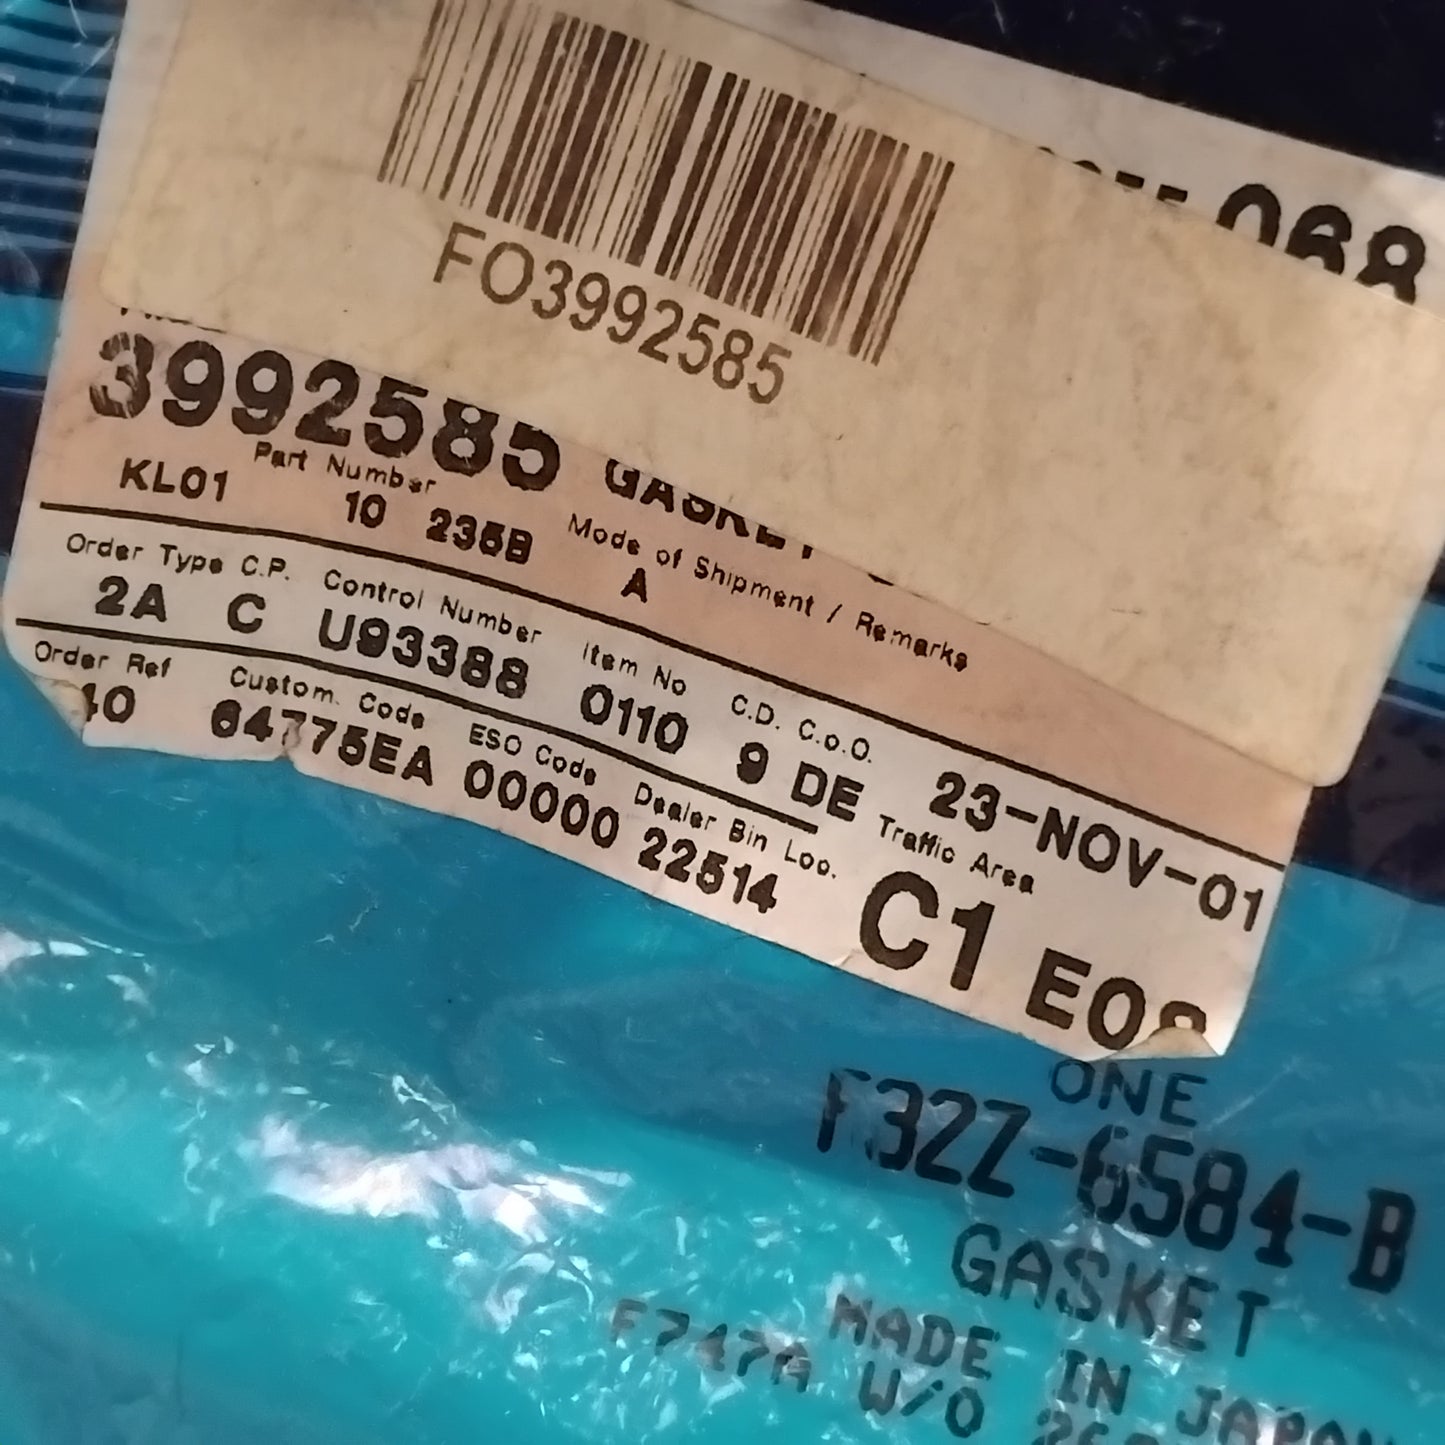 068
FO3992585
3992585 GASKET
Part Number
Mode of Shipment / Remarks
KL01 10 235B A
Order Type C.P. Control Number Item No C.D. C.o.O.
2A C U93388 0110 9 DE 23-NOV-01
Order Ref Custom. Code ESO Code Dealer Bin Loc. Traffic Area
40 64775EA 00000 22514 C1 E08
ONE
F32Z-6584-B
GASKET
MADE IN JAPAN
F747A W/O